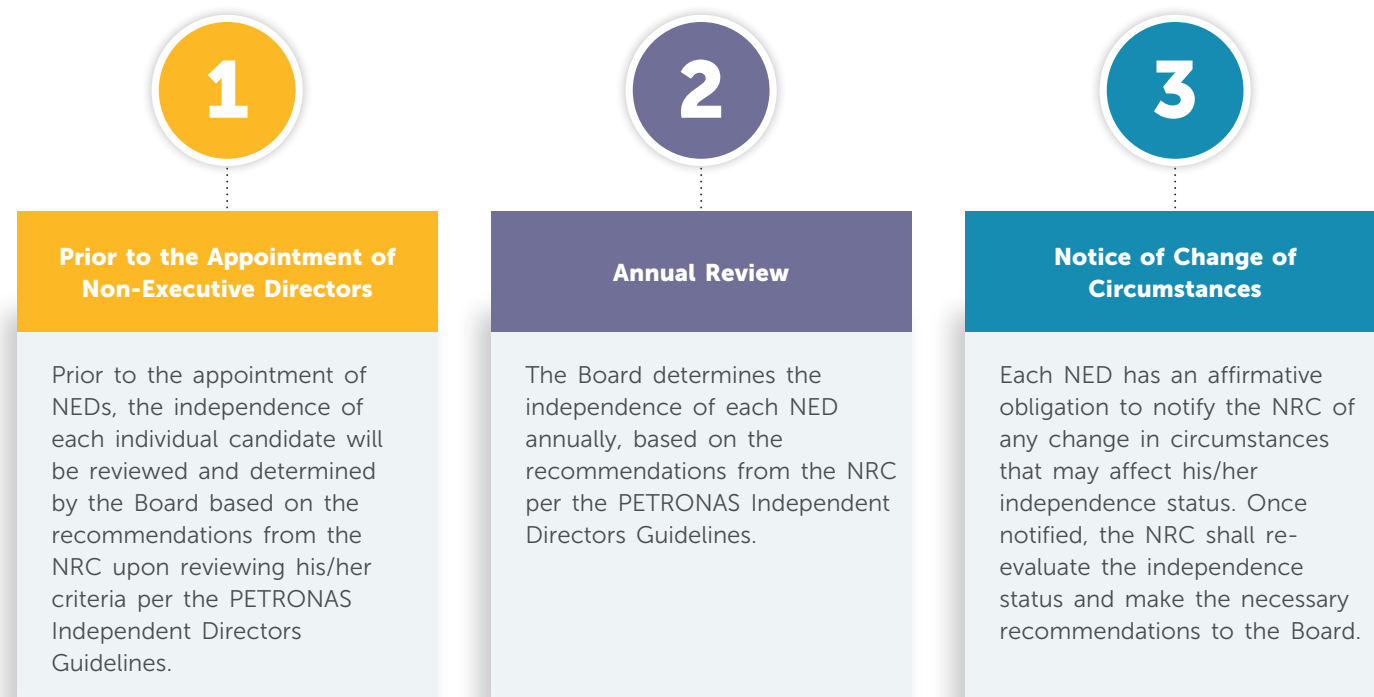 1
Prior to the Appointment of
Non-Executive Directors
Prior to the appointment of
NEDs, the independence of
each individual candidate will
be reviewed and determined
by the Board based on the
recommendations from the
NRC upon reviewing his/her
criteria per the PETRONAS
Independent Directors
Guidelines.
2
Annual Review
The Board determines the
independence of each NED
annually, based on the
recommendations from the NRC
per the PETRONAS Independent
Directors Guidelines.
3
Notice of Change of
Circumstances
Each NED has an affirmative
obligation to notify the NRC of
any change in circumstances
that may affect his/her
independence status. Once
notified, the NRC shall re-
evaluate the independence
status and make the necessary
recommendations to the Board.